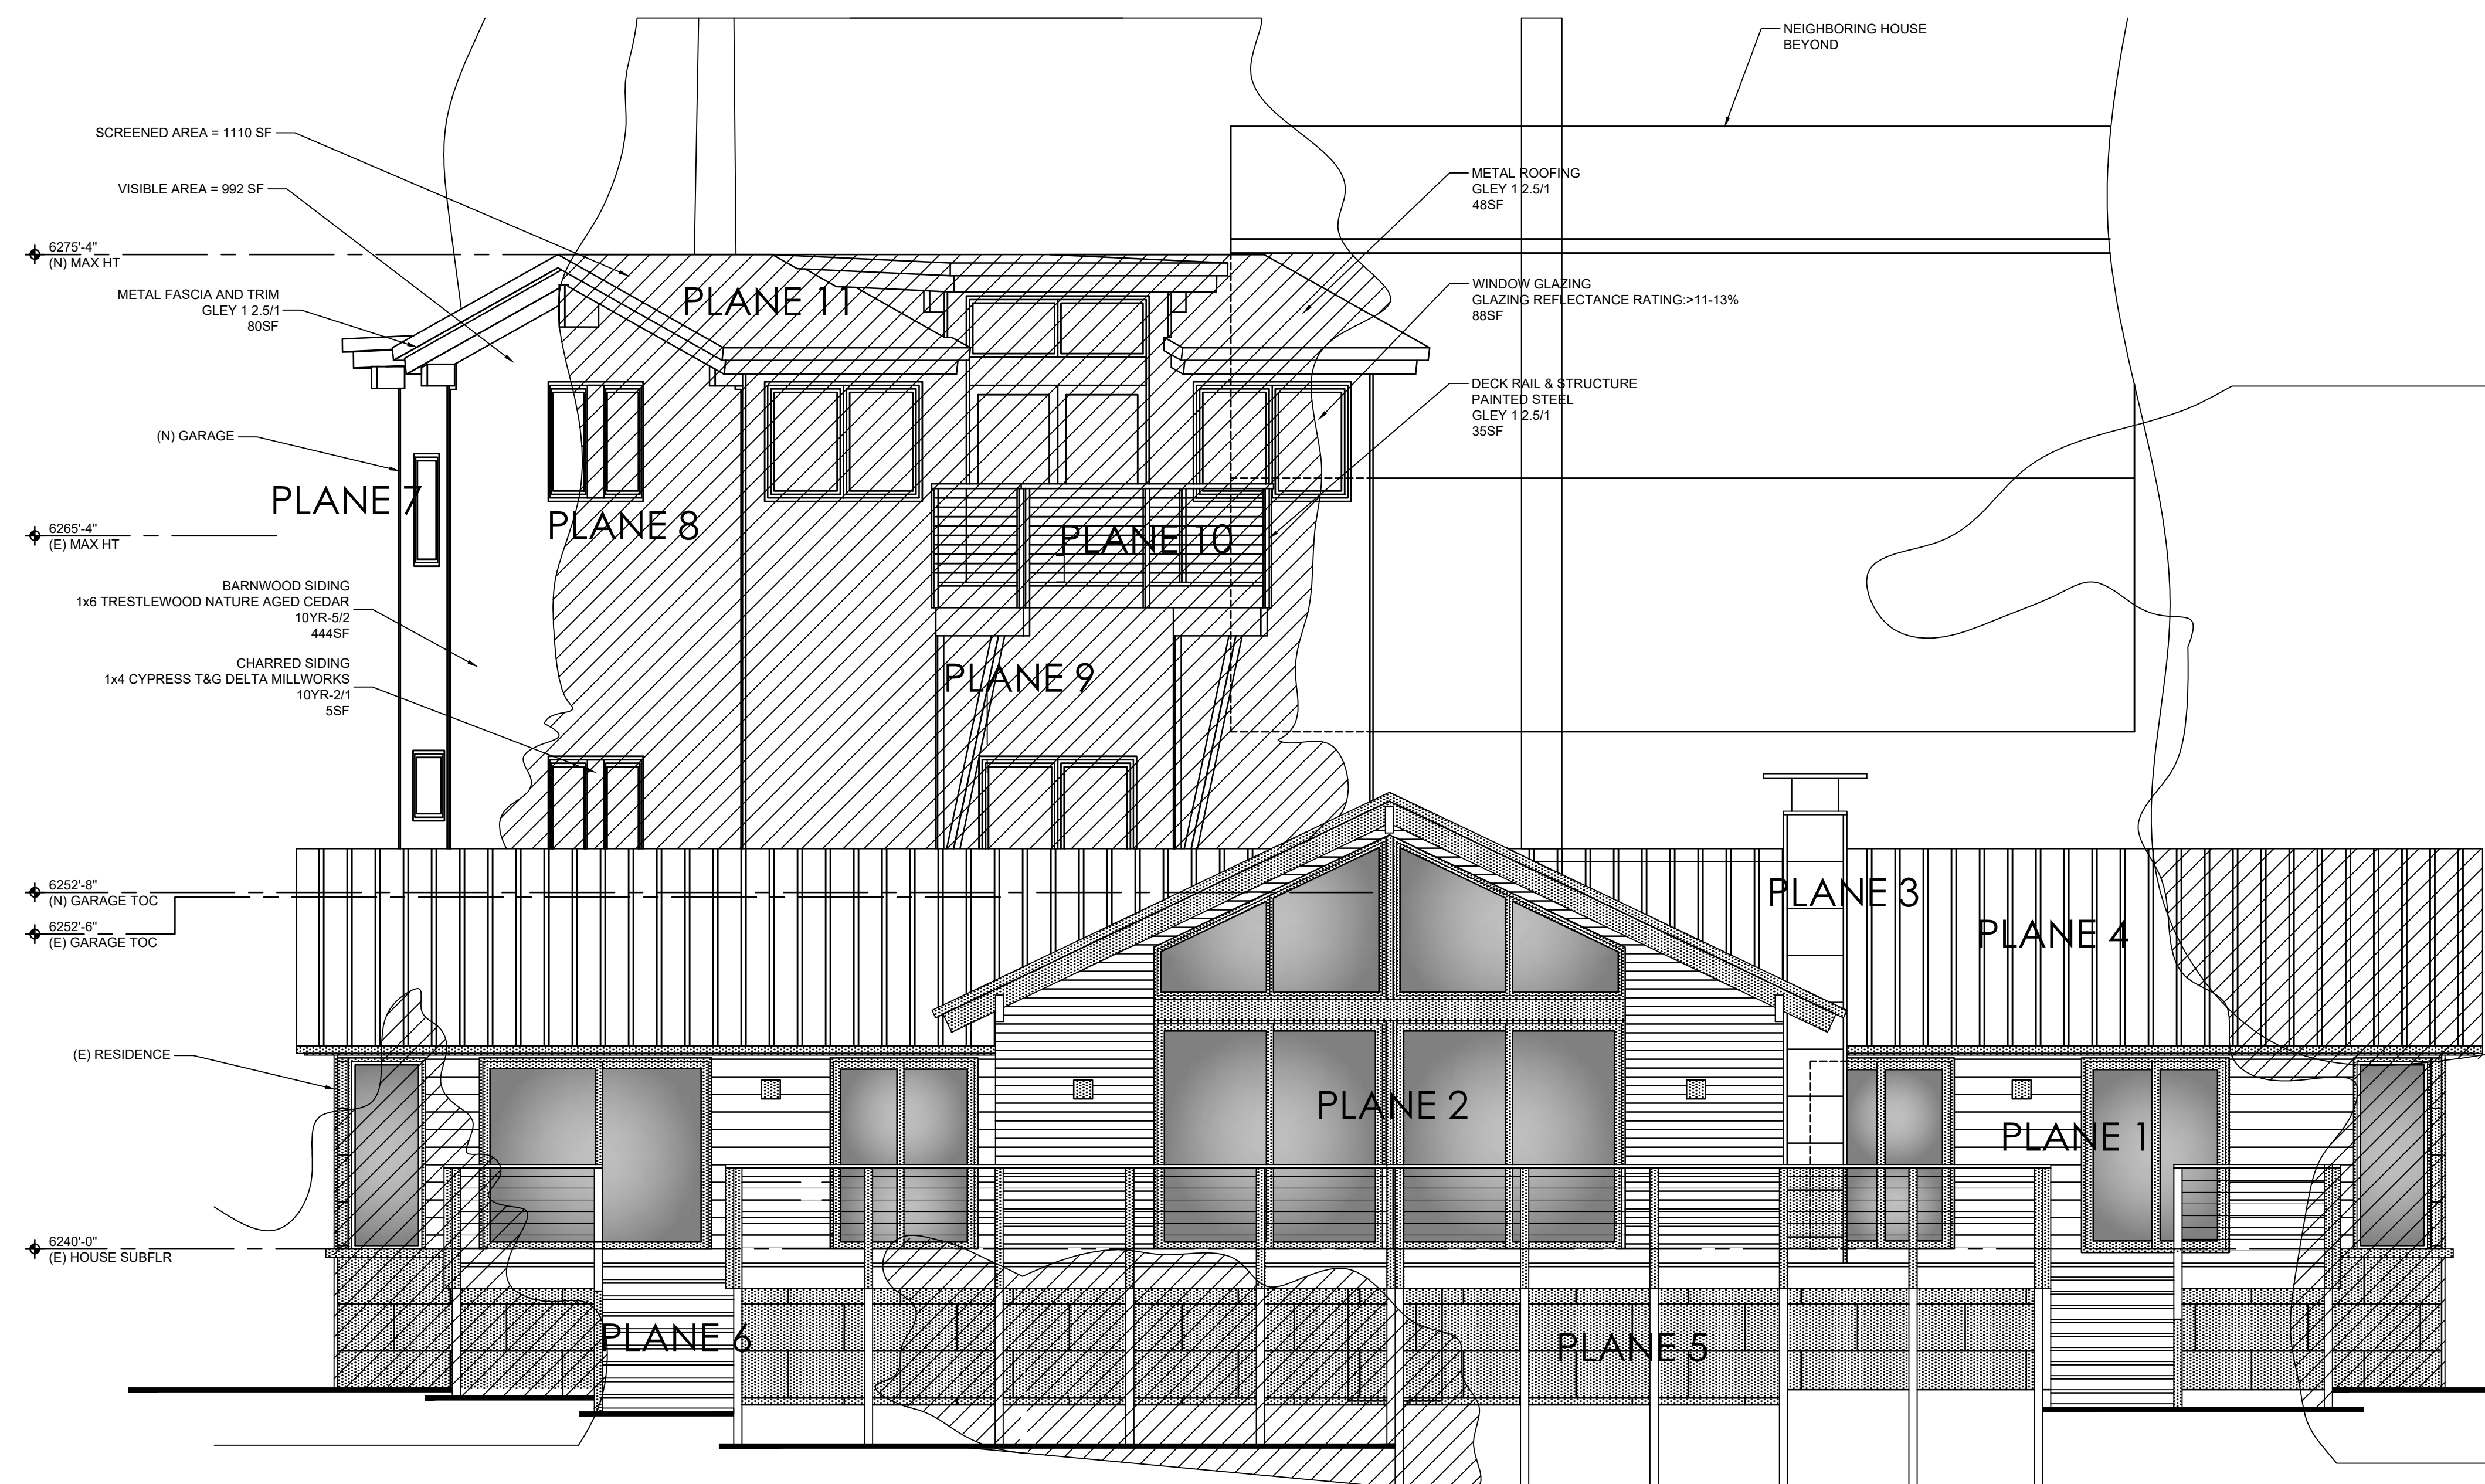 NEIGHBORING HOUSE
BEYOND
SCREENED AREA = 1110 SF
VISIBLE AREA = 992 SF
METAL ROOFING
GLEY 1 2.5/1
48SF
6275'-4"
(N) MAX HT
METAL FASCIA AND TRIM
GLEY 1 2.5/1
80SF
WINDOW GLAZING
GLAZING REFLECTANCE RATING:>11-13%
88SF
PLANE 11
DECK RAIL & STRUCTURE
PAINTED STEEL
GLEY 1 2.5/1
35SF
(N) GARAGE
PLANE 7
PLANE 8
PLANE 10
6265'-4"
(E) MAX HT
BARNWOOD SIDING
1x6 TRESTLEWOOD NATURE AGED CEDAR
10YR-5/2
444SF
CHARRED SIDING
1x4 CYPRESS T&G DELTA MILLWORKS
10YR-2/1
5SF
PLANE 9
6252'-8"
(N) GARAGE TOC
6252'-6"
(E) GARAGE TOC
PLANE 3
PLANE 4
(E) RESIDENCE
PLANE 2
PLANE 1
6240'-0"
(E) HOUSE SUBFLR
PLANE 6
PLANE 5